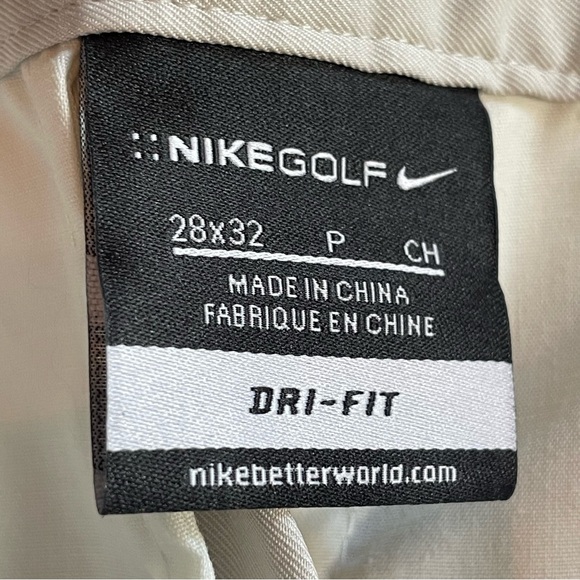 NIKEGOLF
28x32 P CH
MADE IN CHINA
FABRIQUE EN CHINE
DRI-FIT
nikebetterworld.com